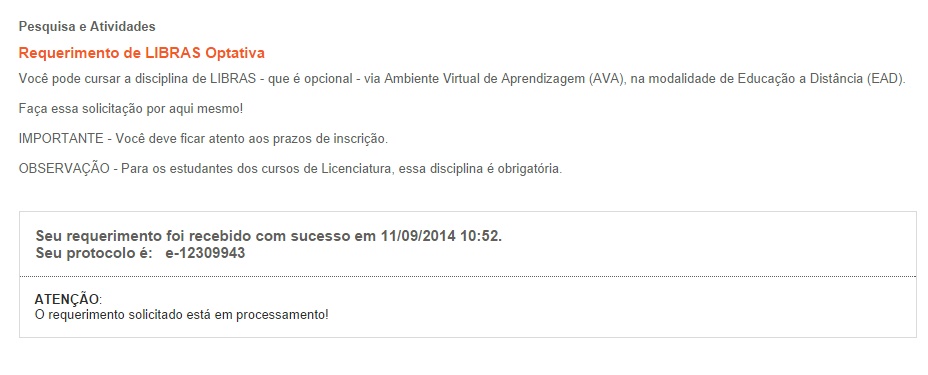 Pesquisa e Atividades
Requerimento de LIBRAS Optativa
Você pode cursar a disciplina de LIBRAS - que é opcional - via Ambiente Virtual de Aprendizagem (AVA), na modalidade de Educação a Distância (EAD).
Faça essa solicitação por aqui mesmo!
IMPORTANTE - Você deve ficar atento aos prazos de inscrição.
OBSERVAÇÃO - Para os estudantes dos cursos de Licenciatura, essa disciplina é obrigatória.
Seu requerimento foi recebido com sucesso em 11/09/2014 10:52.
Seu protocolo é: e-12309943
ATENÇÃO:
O requerimento solicitado está em processamento!